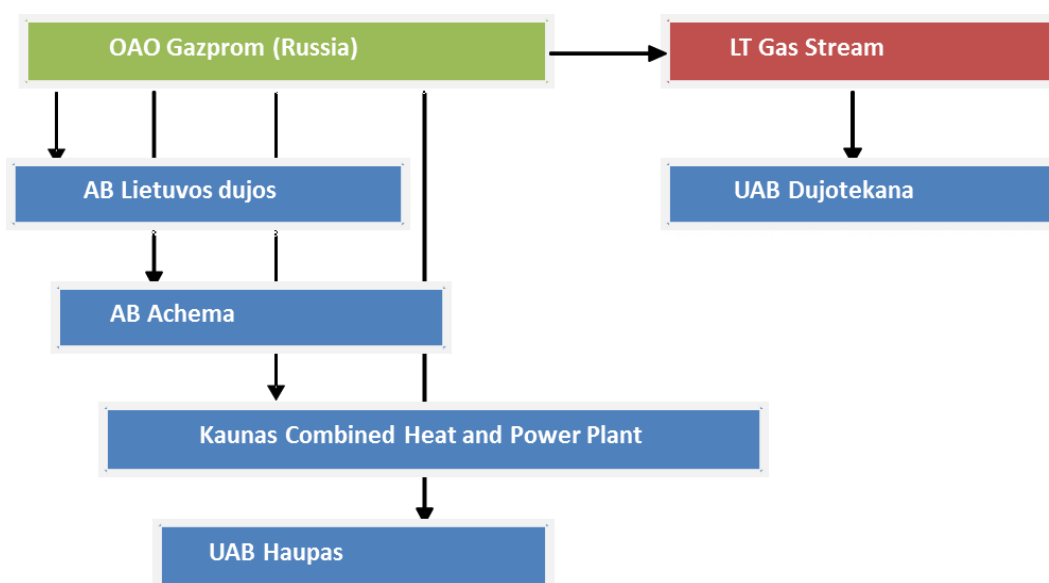 OAO Gazprom (Russia)
LT Gas Stream
AB Lietuvos dujos
UAB Dujotekana
AB Achema
Kaunas Combined Heat and Power Plant
UAB Haupas